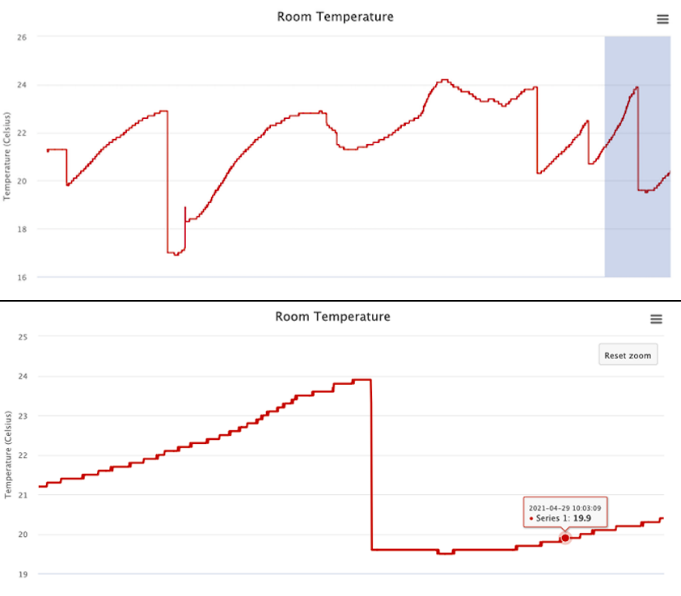 Room Temperature
26
24
22
20
18
16
Temperature (Celsius)
Room Temperature
Reset zoom
25
24
23
22
21
20
19
Temperature (Celsius)
2021-04-29 10:03:09
• Series 1: 19.9